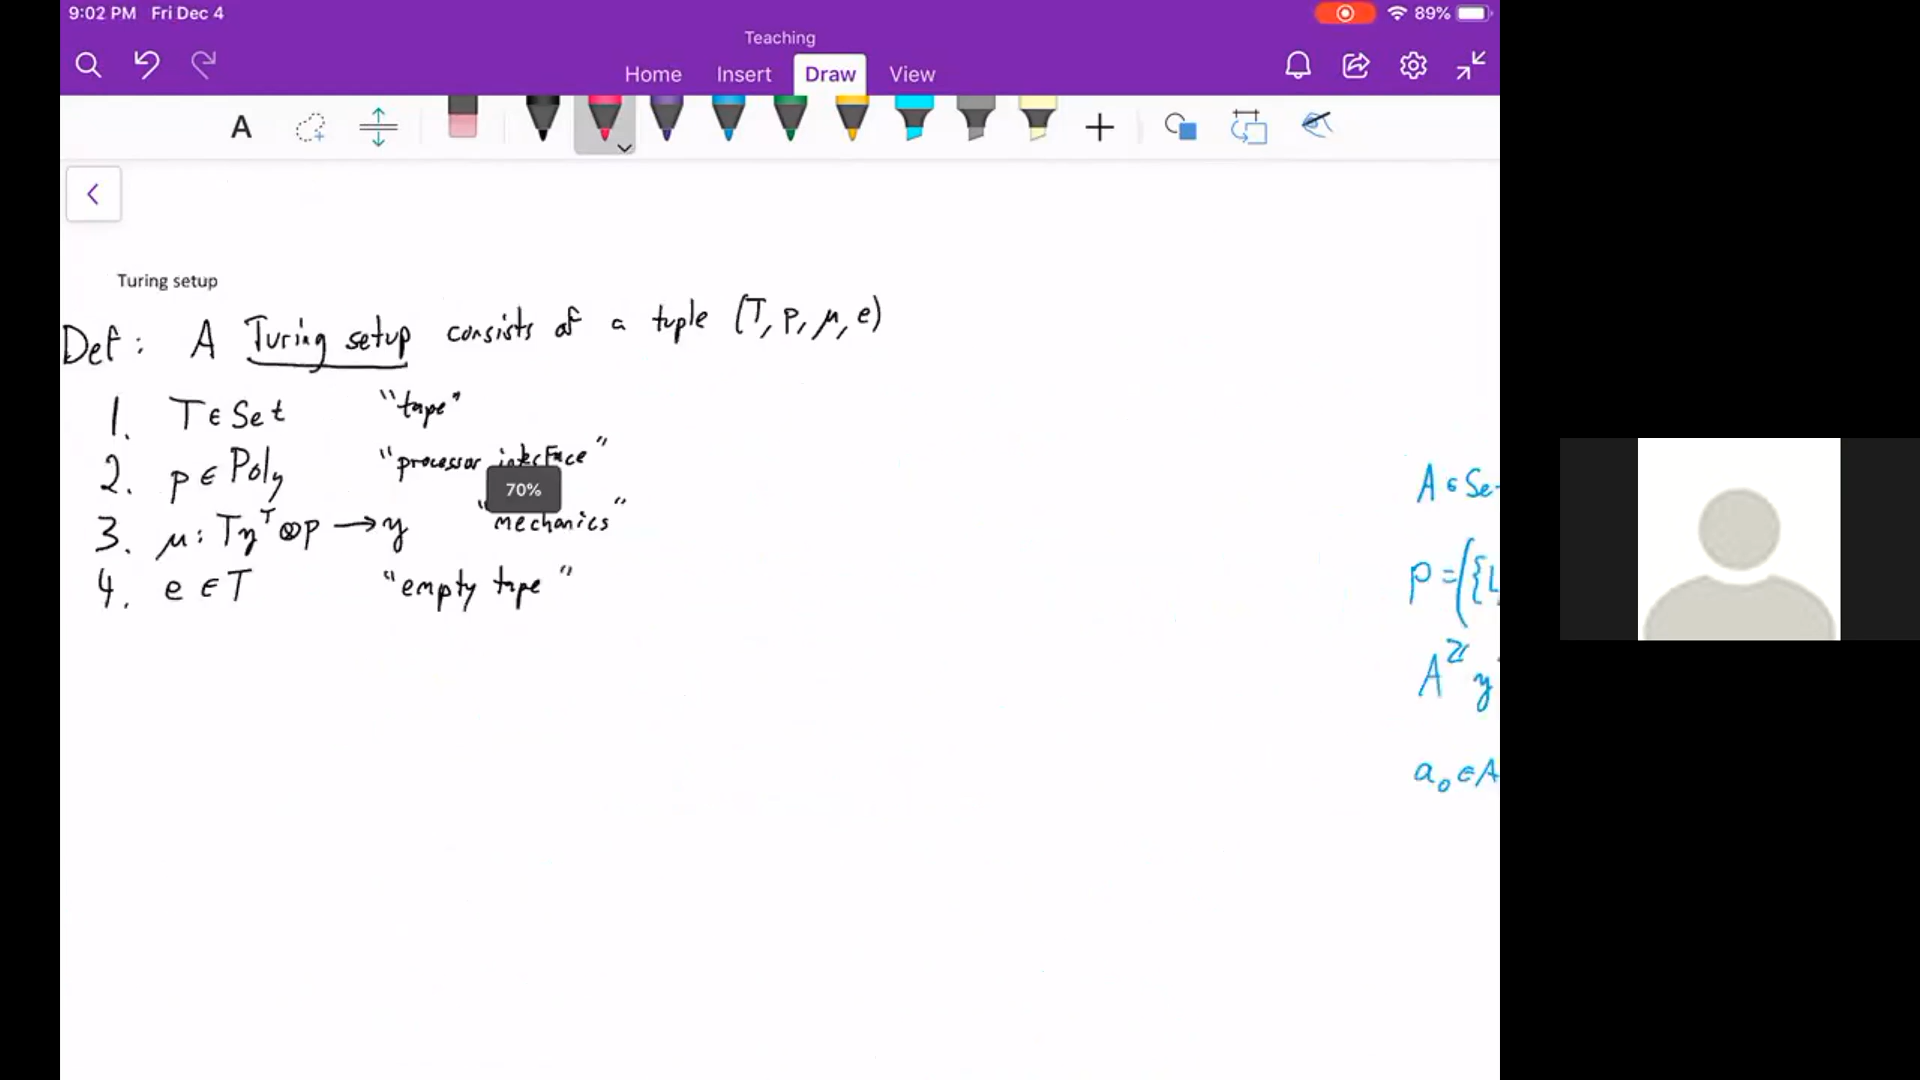 9:02 PM Fri Dec 4
89%
Teaching
Home Insert Draw View
A
Turing setup
Def: A Turing setup consists of a tuple (T, p, μ, e)
1. T ∈ Set "tape"
2. p ∈ Poly "processor interface"
70%
3. μ: Ty^T ⊗ p → y "mechanics"
4. e ∈ T "empty tape"
A ∈ Se
p = ({L,
A^ℤ y
a₀ ∈ A